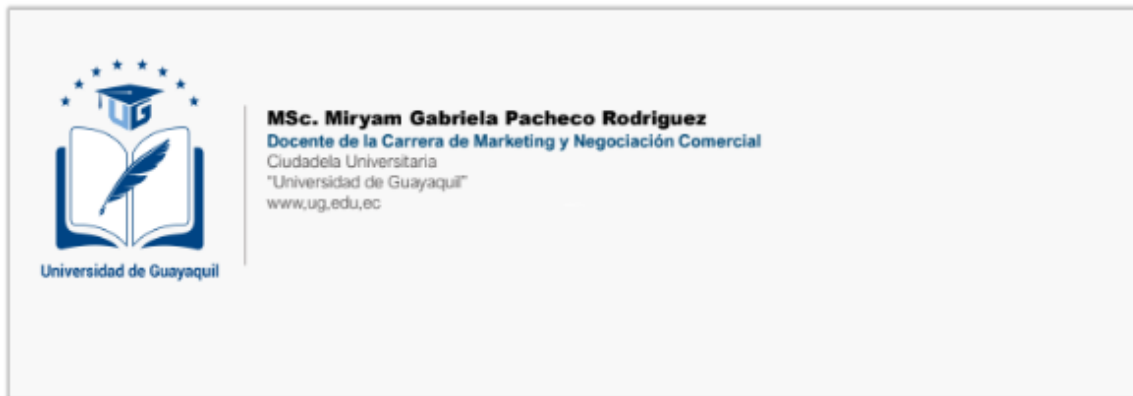 UG
Universidad de Guayaquil
MSc. Miryam Gabriela Pacheco Rodriguez
Docente de la Carrera de Marketing y Negociación Comercial
Ciudadela Universitaria
"Universidad de Guayaquil"
www,ug,edu,ec